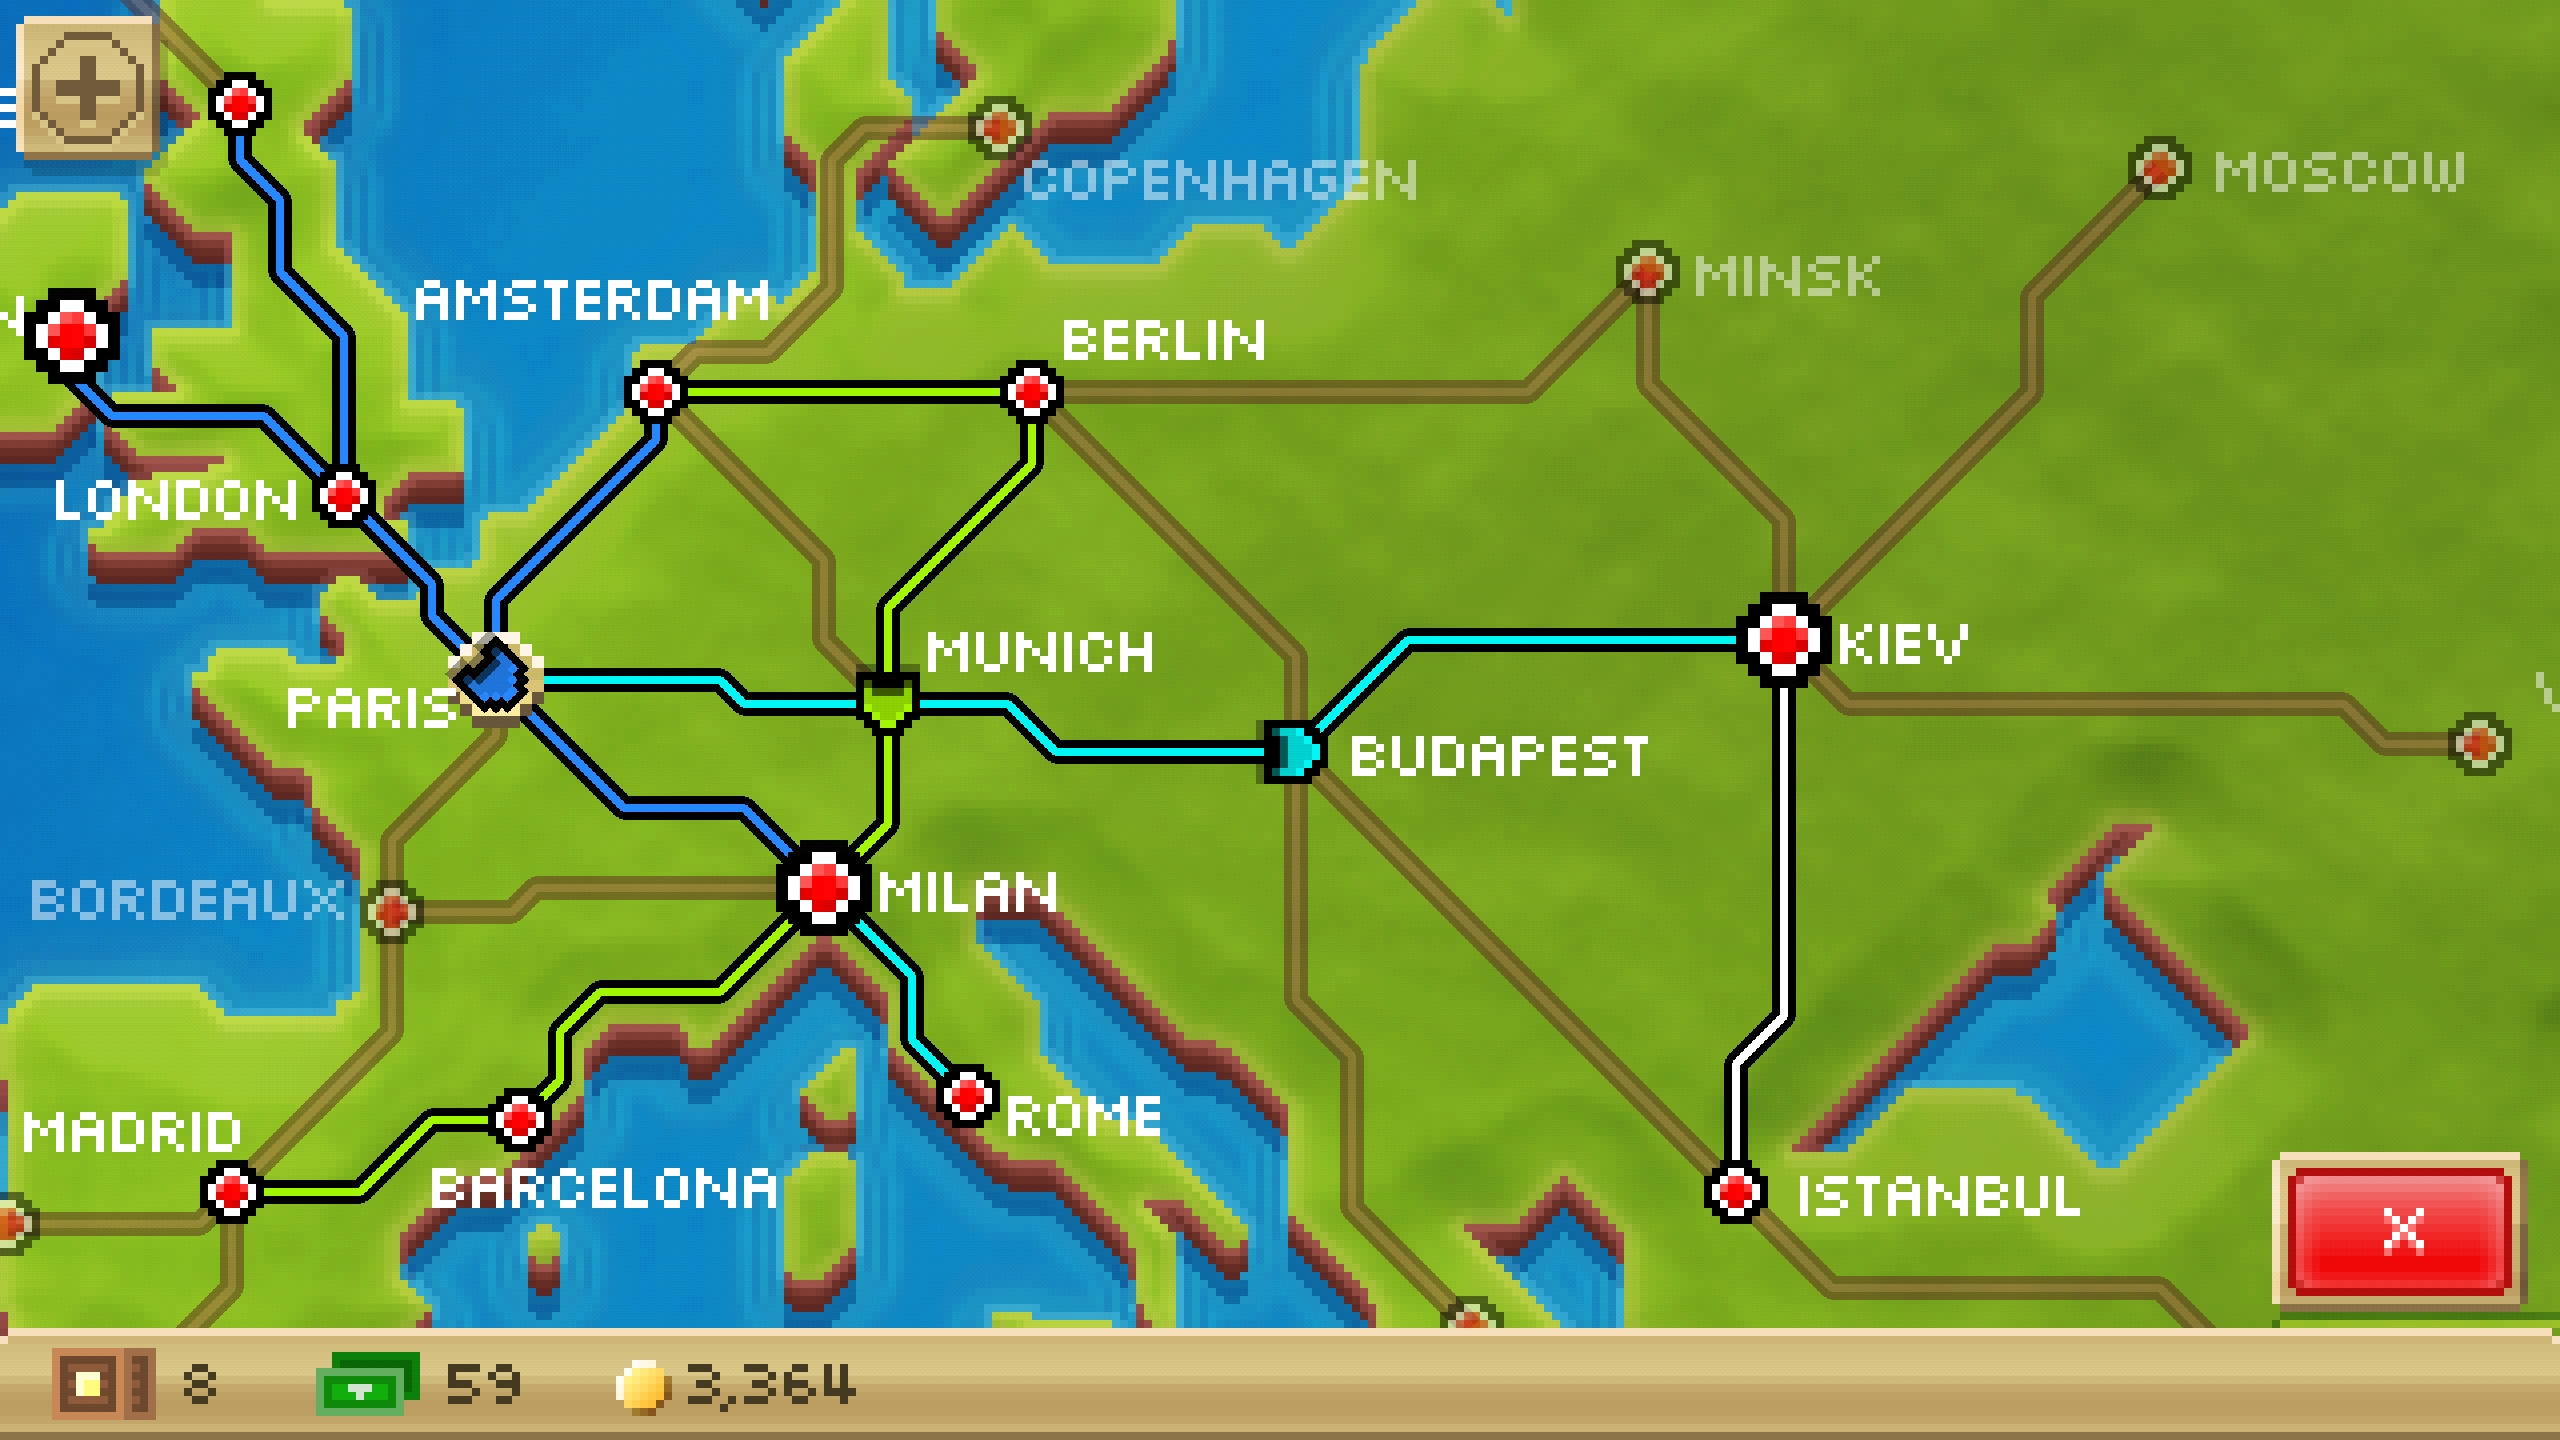 COPENHAGEN
MOSCOW
MINSK
AMSTERDAM
BERLIN
LONDON
MUNICH
KIEV
PARIS
BUDAPEST
BORDEAUX
MILAN
ROME
MADRID
BARCELONA
ISTANBUL
X
8
59
3,364